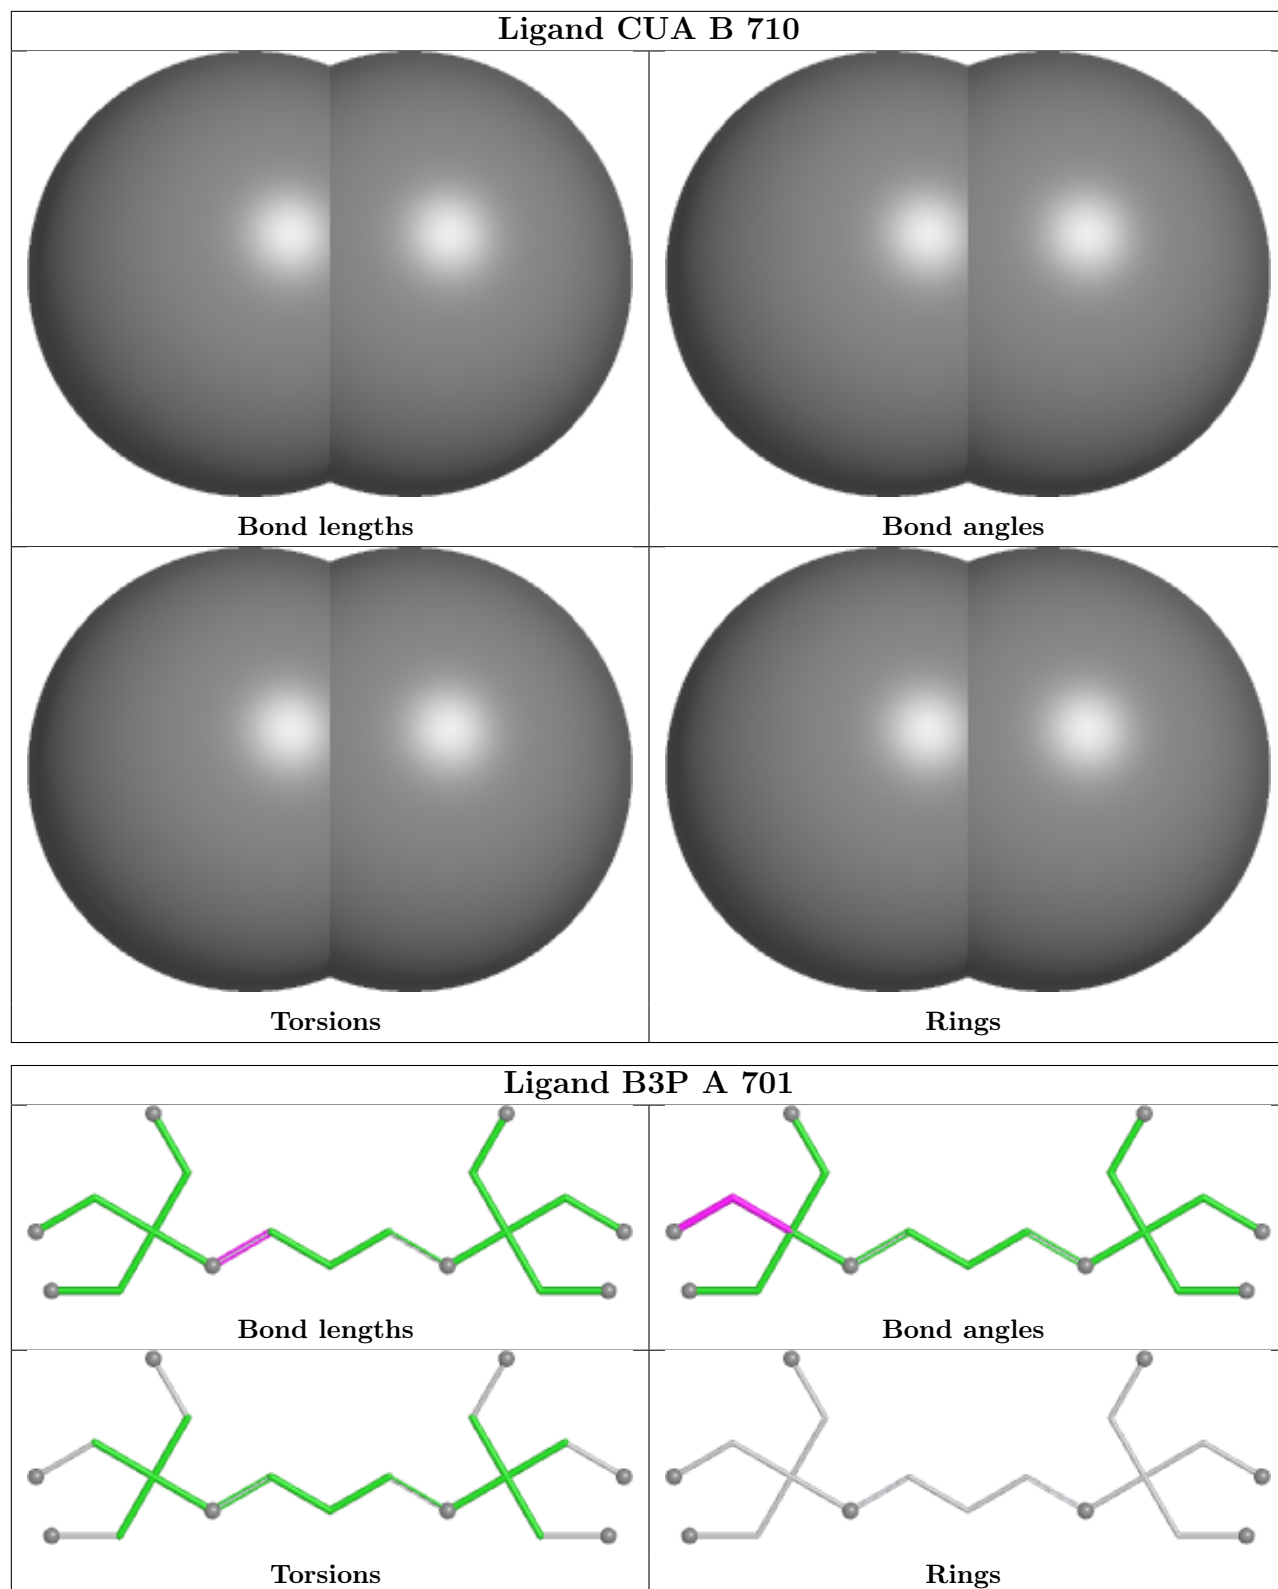 Ligand CUA B 710
Bond lengths
Bond angles
Torsions
Rings
Ligand B3P A 701
Bond lengths
Bond angles
Torsions
Rings